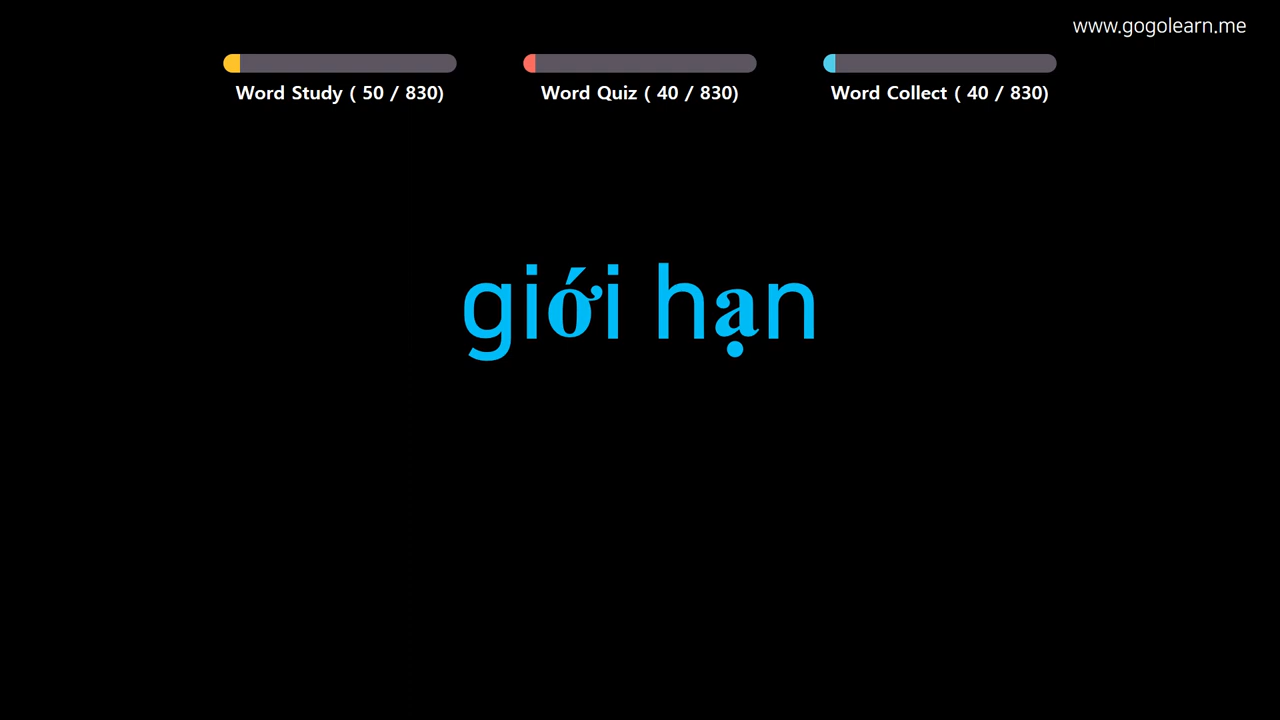 www.gogolearn.me
Word Study ( 50 / 830)
Word Quiz ( 40 / 830)
Word Collect ( 40 / 830)
giới hạn